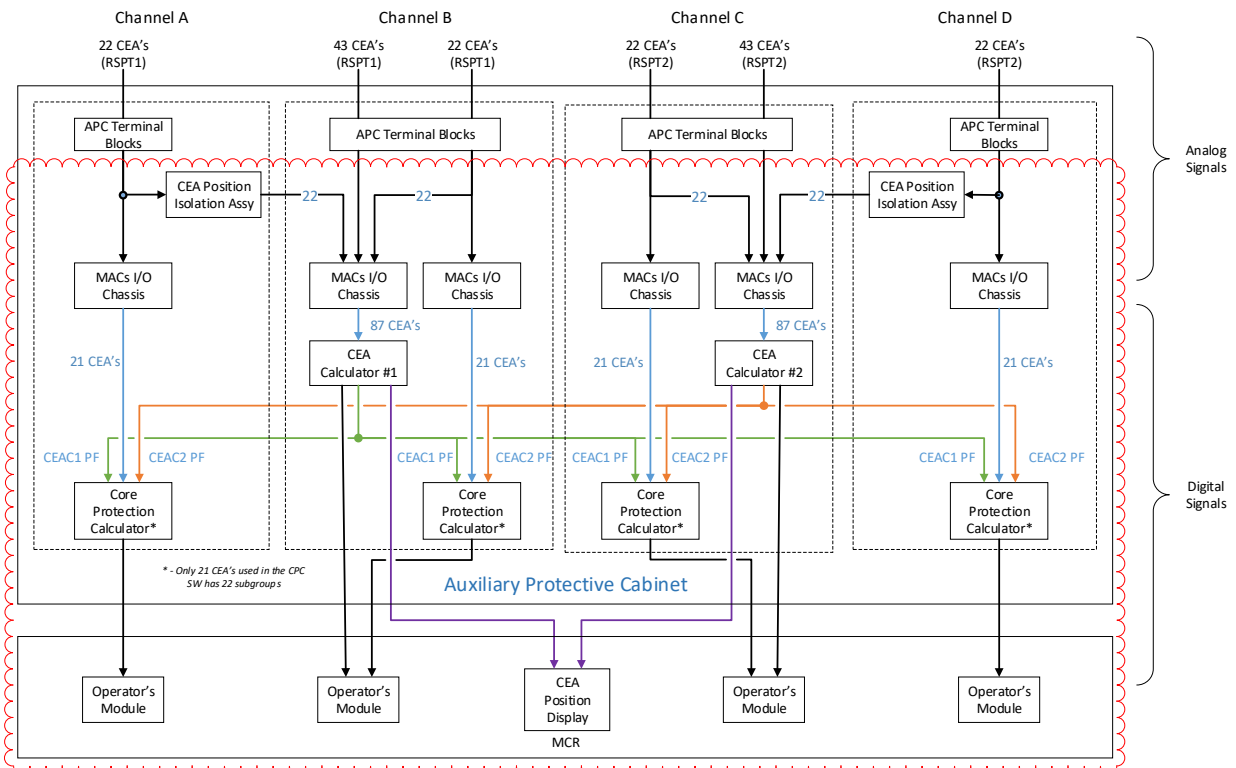 Channel A
Channel B
Channel C
Channel D
22 CEA's
(RSPT1)
43 CEA's
(RSPT1)
22 CEA's
(RSPT1)
22 CEA's
(RSPT2)
43 CEA's
(RSPT2)
22 CEA's
(RSPT2)
APC Terminal
Blocks
APC Terminal Blocks
APC Terminal Blocks
APC Terminal
Blocks
Analog
Signals
CEA Position
Isolation Assy
22
22
22
22
CEA Position
Isolation Assy
MACs I/O
Chassis
MACs I/O
Chassis
MACs I/O
Chassis
MACs I/O
Chassis
MACs I/O
Chassis
MACs I/O
Chassis
87 CEA's
87 CEA's
21 CEA's
CEA
Calculator #1
21 CEA's
21 CEA's
CEA
Calculator #2
21 CEA's
CEAC1 PF
CEAC2 PF
CEAC1 PF
CEAC2 PF
CEAC1 PF
CEAC2 PF
CEAC1 PF
CEAC2 PF
Core
Protection
Calculator*
Core
Protection
Calculator*
Core
Protection
Calculator*
Core
Protection
Calculator*
Digital
Signals
* - Only 21 CEA's used in the CPC
SW has 22 subgroups
Auxiliary Protective Cabinet
Operator's
Module
Operator's
Module
CEA
Position
Display
Operator's
Module
Operator's
Module
MCR